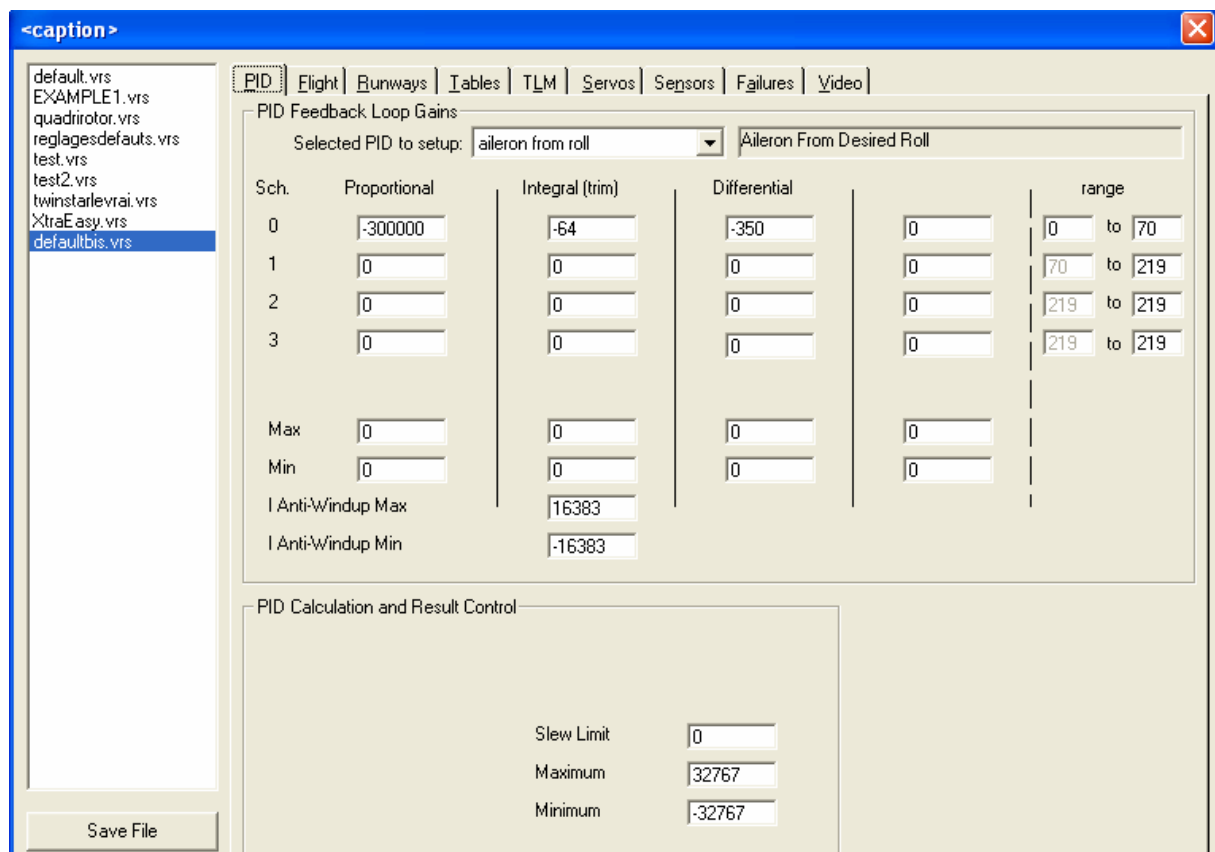 <caption>
default.vrs
EXAMPLE1.vrs
quadrirotor.vrs
reglagesdefauts.vrs
test.vrs
test2.vrs
twinstarlevrai.vrs
XtraEasy.vrs
defaultbis.vrs
Save File
PID Flight Runways Tables TLM Servos Sensors Failures Video
PID Feedback Loop Gains
Selected PID to setup: aileron from roll Aileron From Desired Roll
Sch. Proportional Integral (trim) Differential range
0 -300000 -64 -350 0 0 to 70
1 0 0 0 0 70 to 219
2 0 0 0 0 219 to 219
3 0 0 0 0 219 to 219
Max 0 0 0 0
Min 0 0 0 0
I Anti-Windup Max 16383
I Anti-Windup Min -16383
PID Calculation and Result Control
Slew Limit 0
Maximum 32767
Minimum -32767